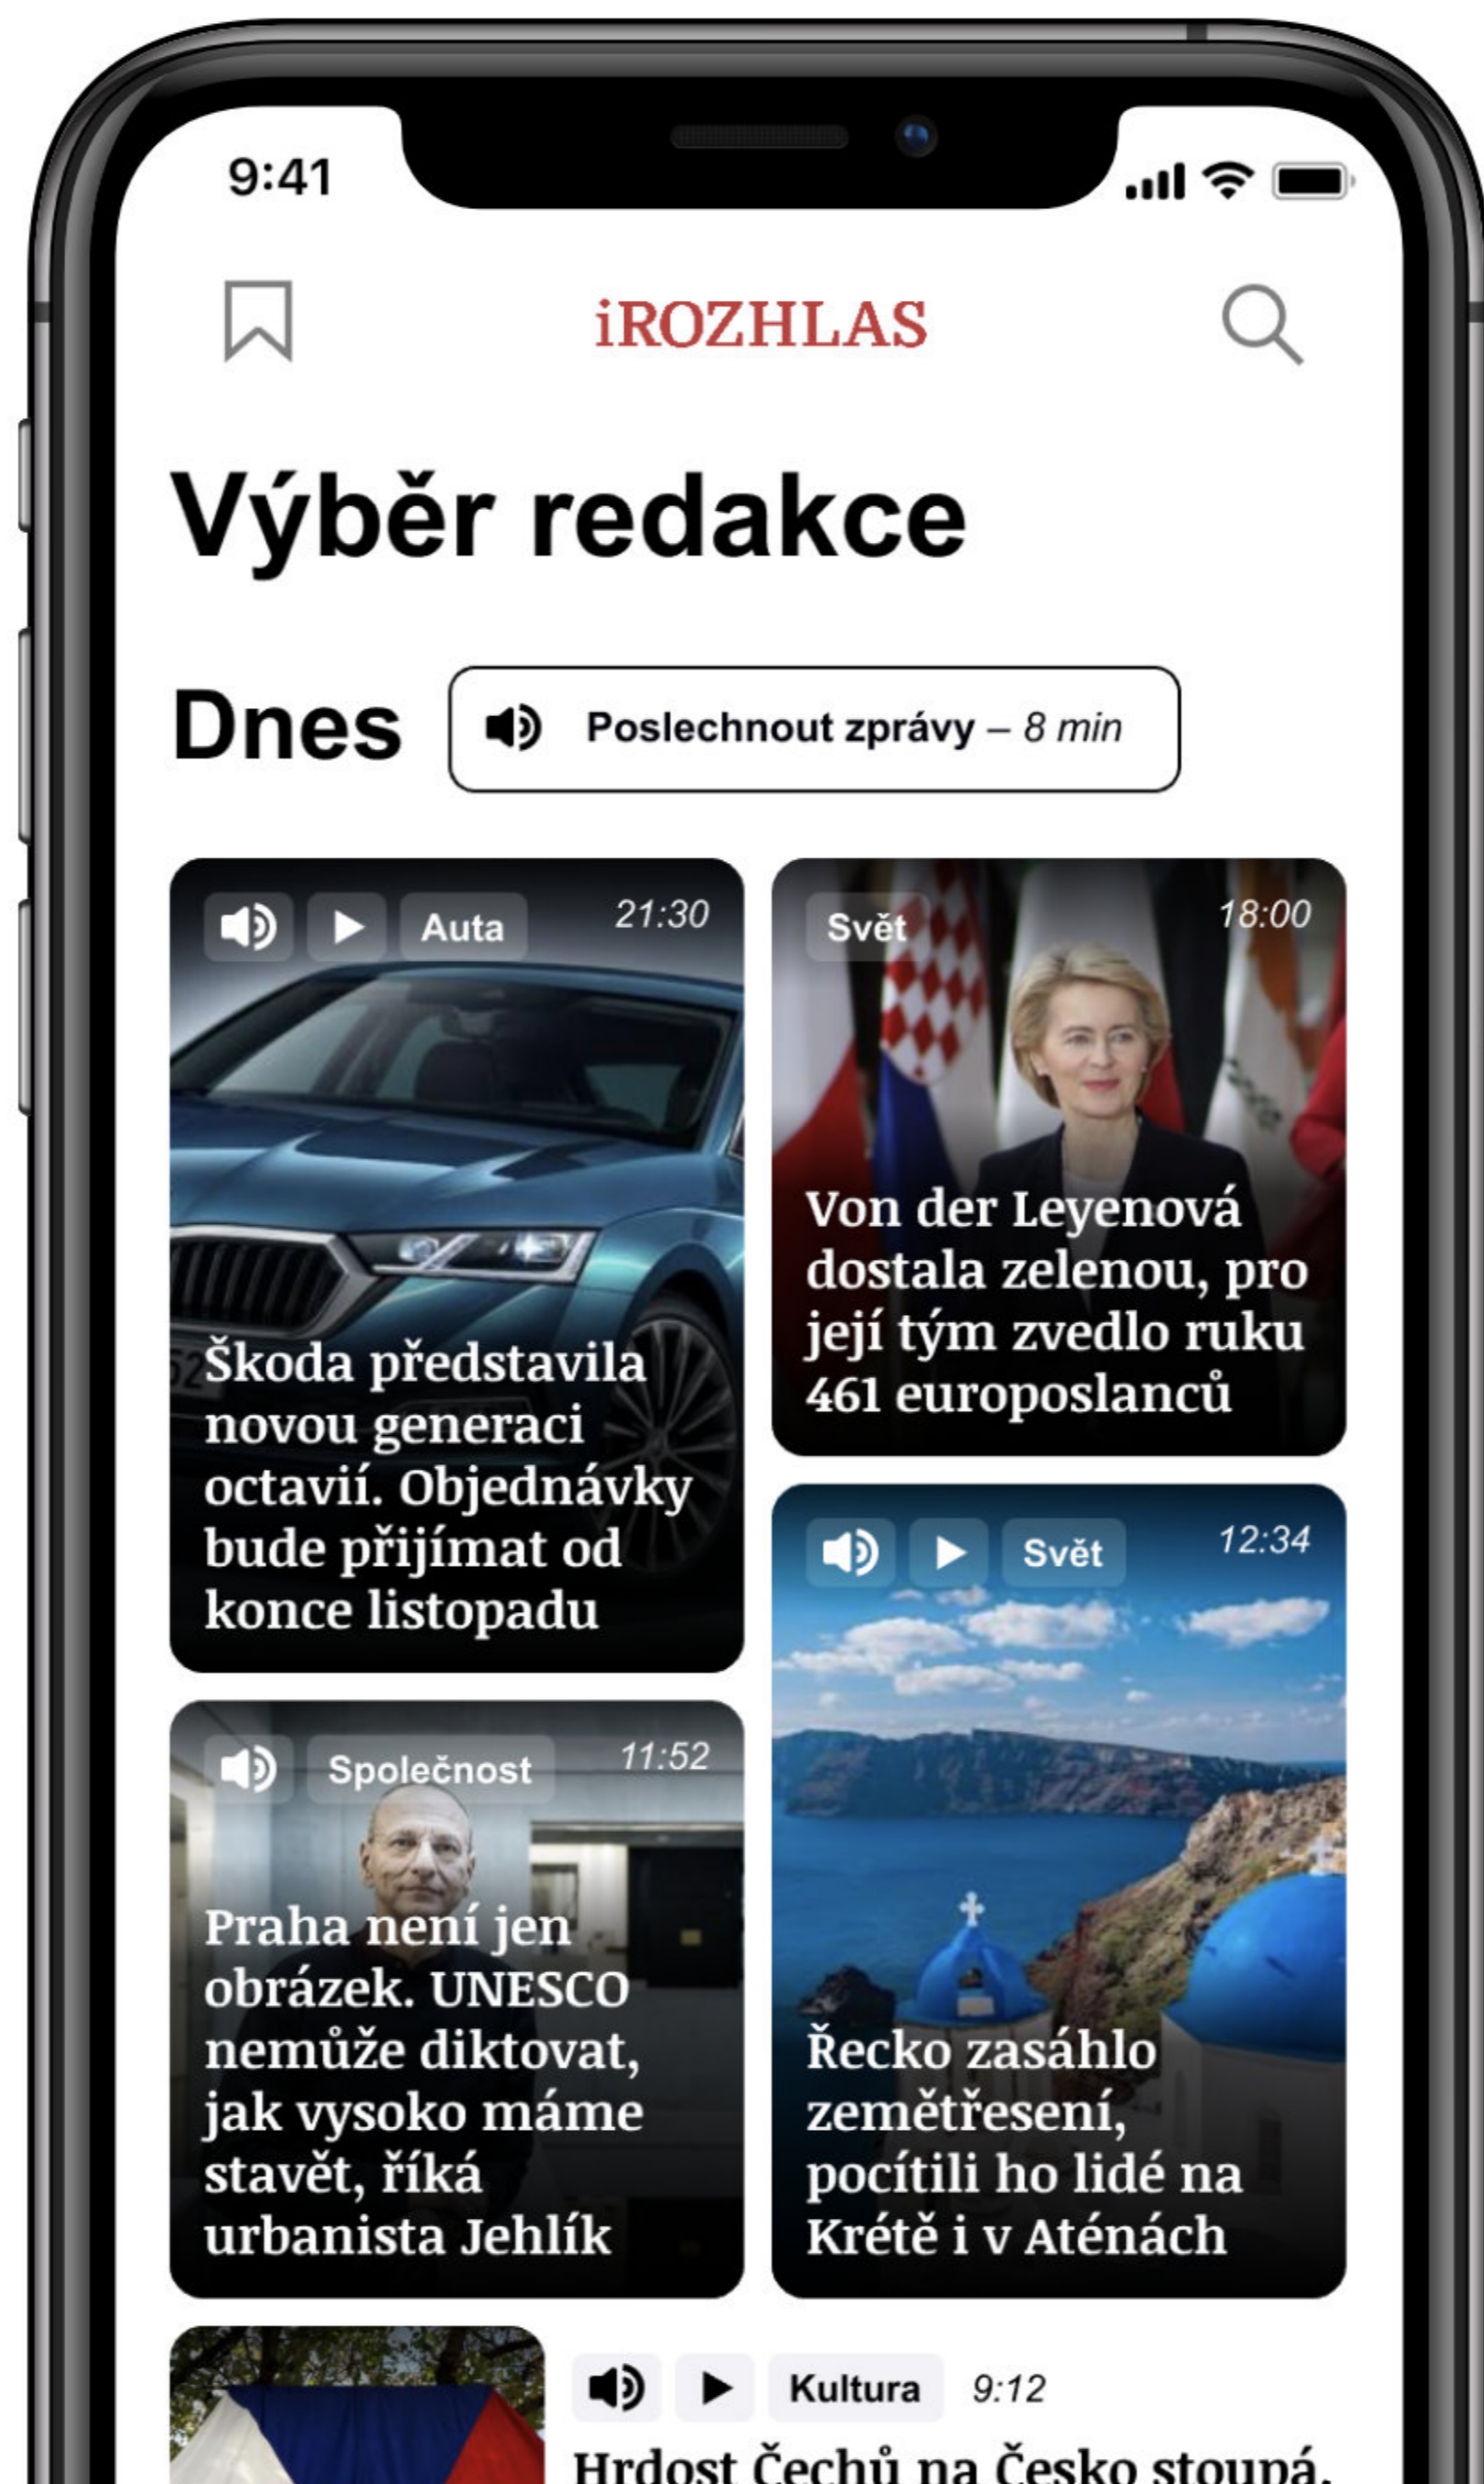 9:41
iROZHLAS
Výběr redakce
Dnes
Poslechnout zprávy – 8 min
Auta
21:30
Škoda představila
novou generaci
octavií. Objednávky
bude přijímat od
konce listopadu
Svět
18:00
Von der Leyenová
dostala zelenou, pro
její tým zvedlo ruku
461 europoslanců
Společnost
11:52
Praha není jen
obrázek. UNESCO
nemůže diktovat,
jak vysoko máme
stavět, říká
urbanista Jehlík
Svět
12:34
Řecko zasáhlo
zemětřesení,
pocítili ho lidé na
Krétě i v Aténách
Kultura
9:12
Hrdost Čechů na Česko stoupá.